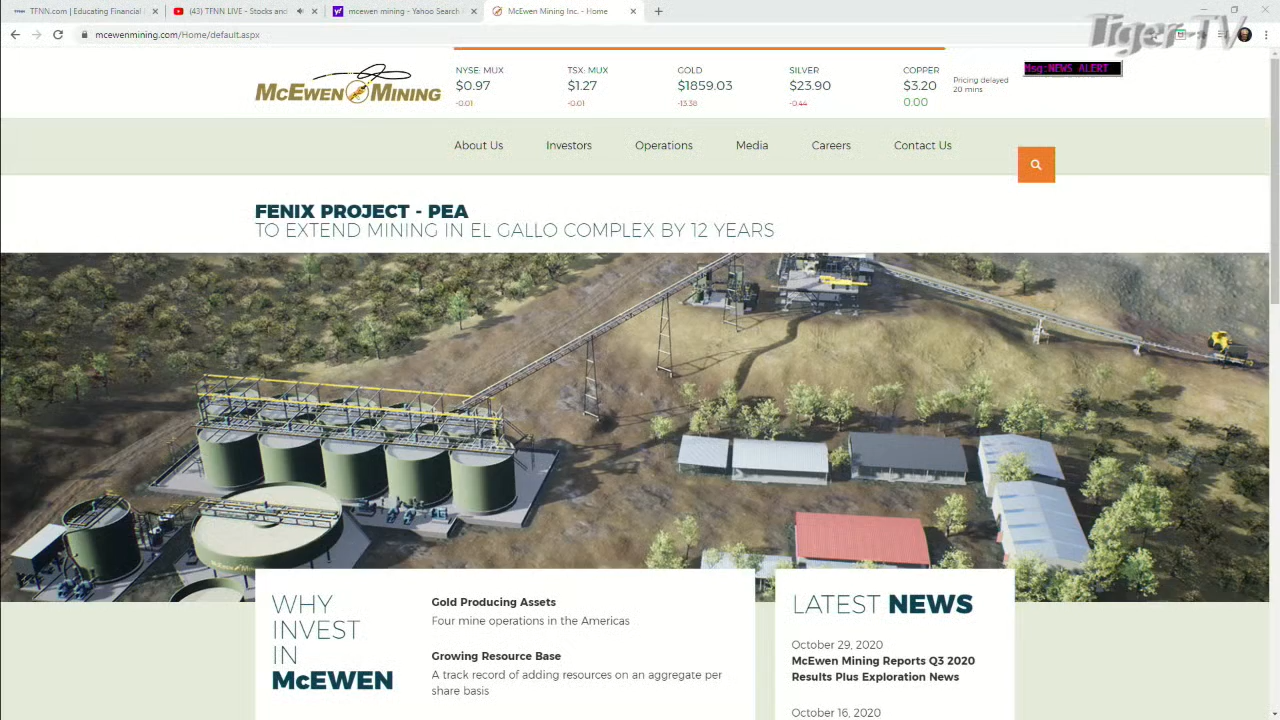 TFNN.com | Educating Financial
(43) TFNN LIVE - Stocks and
mcewen mining - Yahoo Search
McEwen Mining Inc. - Home
mcewenmining.com/Home/default.aspx
Tiger-TV
Msg:NEWS ALERT
McEWEN MINING
NYSE: MUX
$0.97
-0.01
TSX: MUX
$1.27
-0.01
GOLD
$1859.03
-13.38
SILVER
$23.90
-0.44
COPPER
$3.20
0.00
Pricing delayed
20 mins
About Us
Investors
Operations
Media
Careers
Contact Us
FENIX PROJECT - PEA
TO EXTEND MINING IN EL GALLO COMPLEX BY 12 YEARS
WHY
INVEST
IN
McEWEN
Gold Producing Assets
Four mine operations in the Americas
Growing Resource Base
A track record of adding resources on an aggregate per
share basis
LATEST NEWS
October 29, 2020
McEwen Mining Reports Q3 2020
Results Plus Exploration News
October 16, 2020